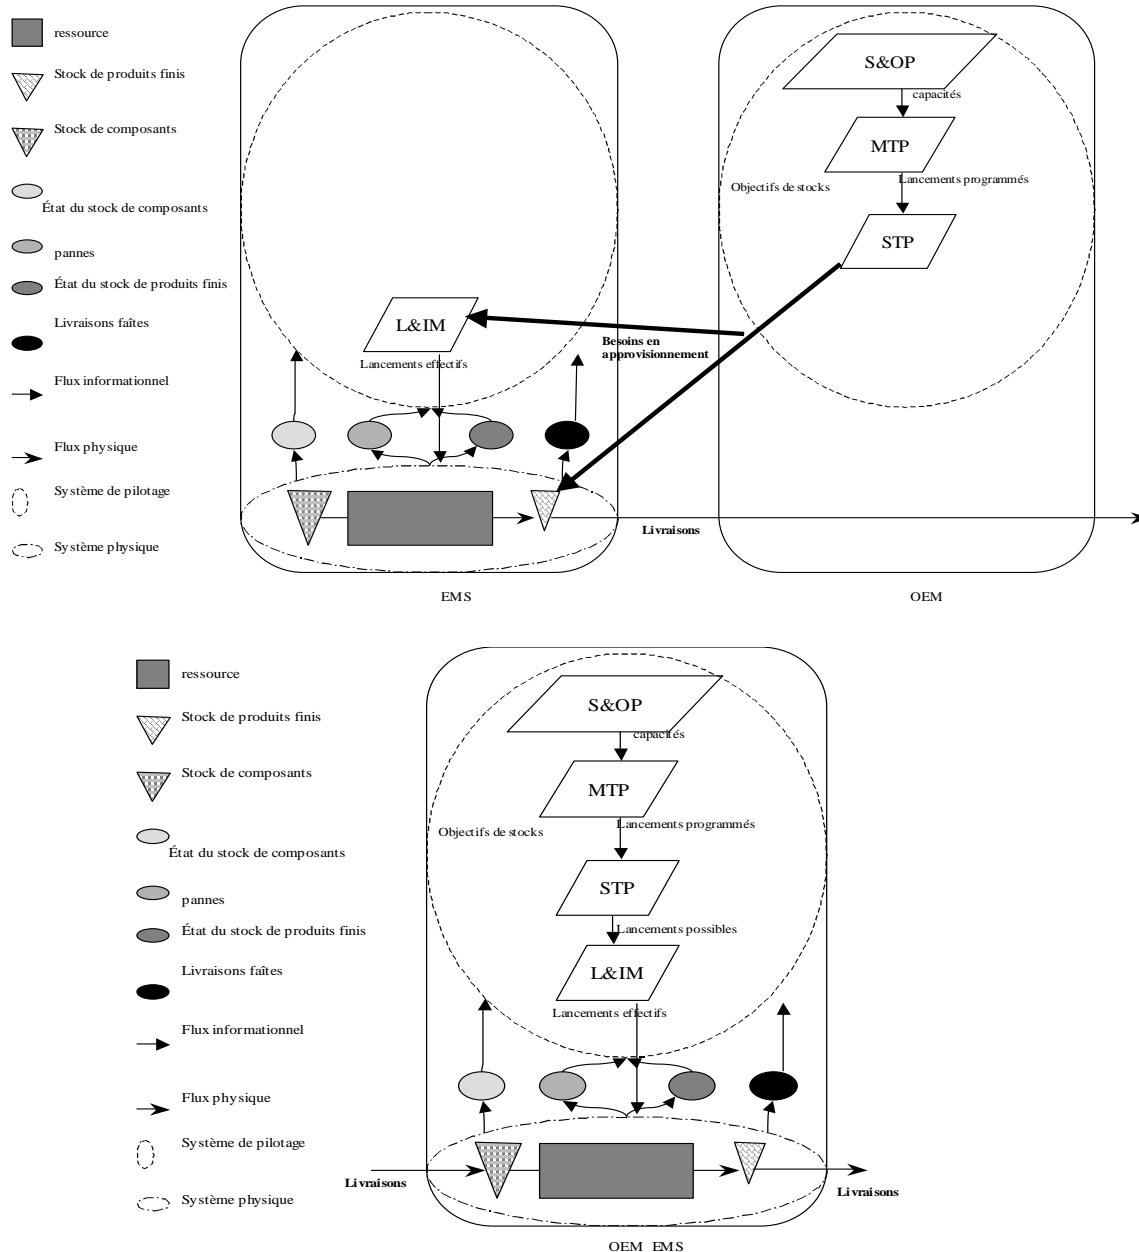 ressource
Stock de produits finis
Stock de composants
État du stock de composants
pannes
État du stock de produits finis
Livraisons faîtes
Flux informationnel
Flux physique
Système de pilotage
Système physique
L&IM
Lancements effectifs
EMS
Besoins en
approvisionnement
Livraisons
S&OP
capacités
MTP
Objectifs de stocks
Lancements programmés
STP
OEM
ressource
Stock de produits finis
Stock de composants
État du stock de composants
pannes
État du stock de produits finis
Livraisons faîtes
Flux informationnel
Flux physique
Système de pilotage
Système physique
S&OP
capacités
MTP
Objectifs de stocks
Lancements programmés
STP
Lancements possibles
L&IM
Lancements effectifs
Livraisons
Livraisons
OEM EMS